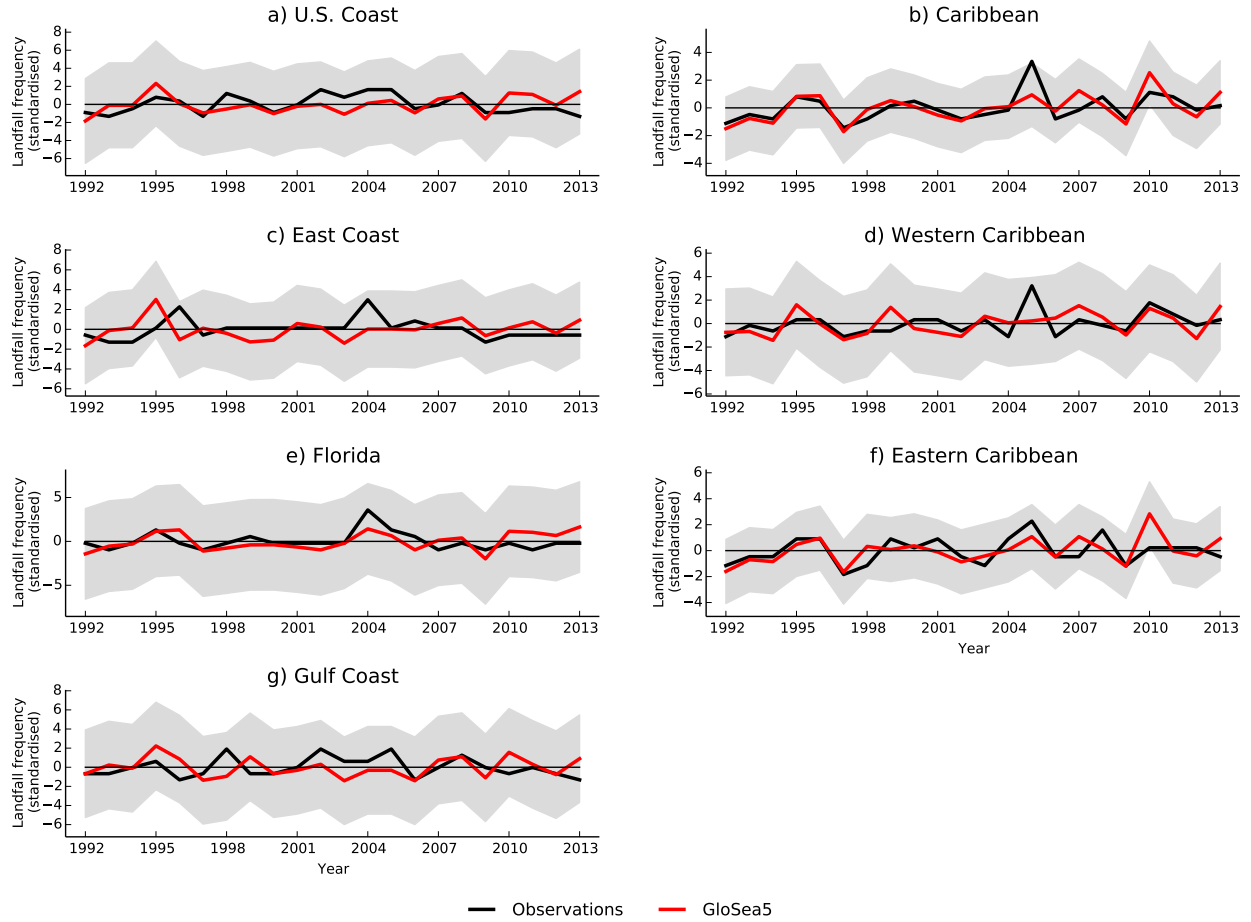 a) U.S. Coast
Landfall frequency
(standardised)
8
6
4
2
0
−2
−4
−6
1992 1995 1998 2001 2004 2007 2010 2013
b) Caribbean
Landfall frequency
(standardised)
4
2
0
−2
−4
1992 1995 1998 2001 2004 2007 2010 2013
c) East Coast
Landfall frequency
(standardised)
8
6
4
2
0
−2
−4
−6
1992 1995 1998 2001 2004 2007 2010 2013
d) Western Caribbean
Landfall frequency
(standardised)
6
4
2
0
−2
−4
−6
1992 1995 1998 2001 2004 2007 2010 2013
e) Florida
Landfall frequency
(standardised)
5
0
−5
1992 1995 1998 2001 2004 2007 2010 2013
f) Eastern Caribbean
Landfall frequency
(standardised)
6
4
2
0
−2
−4
1992 1995 1998 2001 2004 2007 2010 2013
Year
g) Gulf Coast
Landfall frequency
(standardised)
8
6
4
2
0
−2
−4
−6
1992 1995 1998 2001 2004 2007 2010 2013
Year
Observations GloSea5